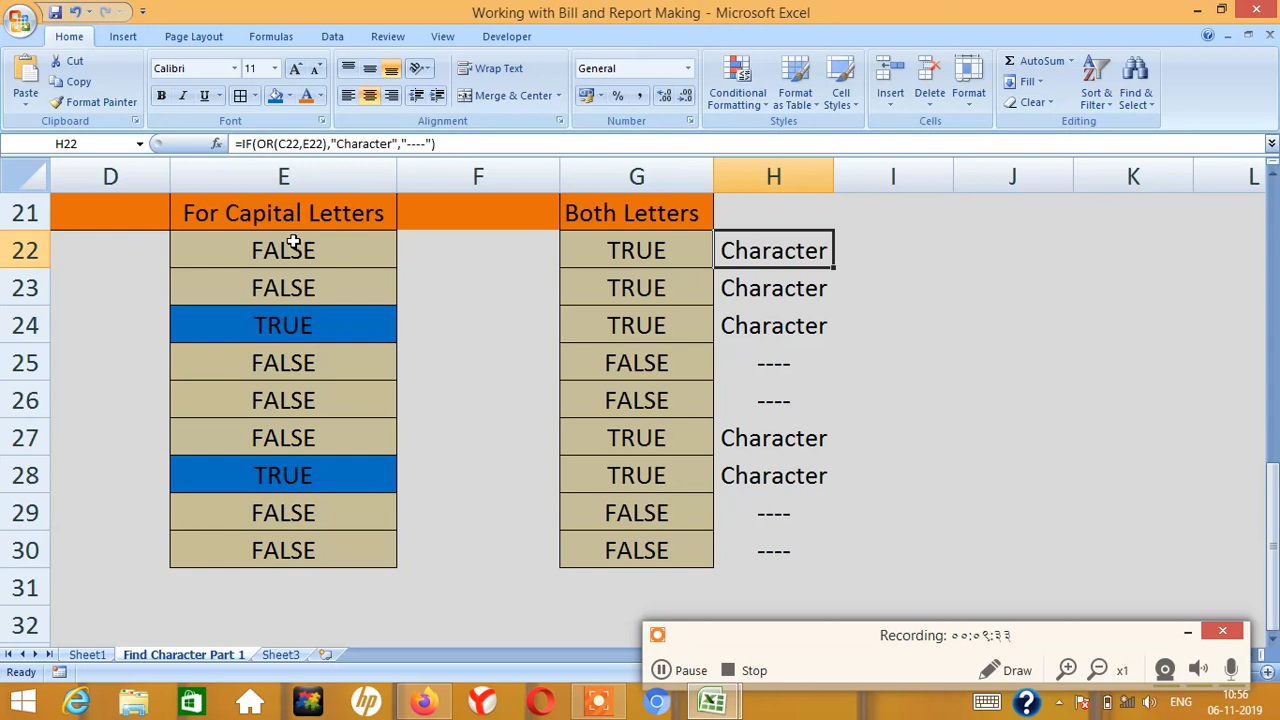 Working with Bill and Report Making - Microsoft Excel
Home Insert Page Layout Formulas Data Review View Developer
Cut
Copy
Format Painter
Paste
Clipboard
Calibri 11
B I U
Font
Wrap Text
Merge & Center
Alignment
General
% ,
Number
Conditional Formatting
Format as Table
Cell Styles
Styles
Insert Delete Format
Cells
Σ AutoSum
Fill
Clear
Sort & Filter
Find & Select
Editing
H22 fx =IF(OR(C22,E22),"Character","----")
D E F G H I J K L
21 For Capital Letters Both Letters
22 FALSE TRUE Character
23 FALSE TRUE Character
24 TRUE TRUE Character
25 FALSE FALSE ----
26 FALSE FALSE ----
27 FALSE TRUE Character
28 TRUE TRUE Character
29 FALSE FALSE ----
30 FALSE FALSE ----
31
32
Recording: ००:०९:३३
Pause Stop Draw x1
Sheet1 Find Character Part 1 Sheet3
Ready
10:56
06-11-2019